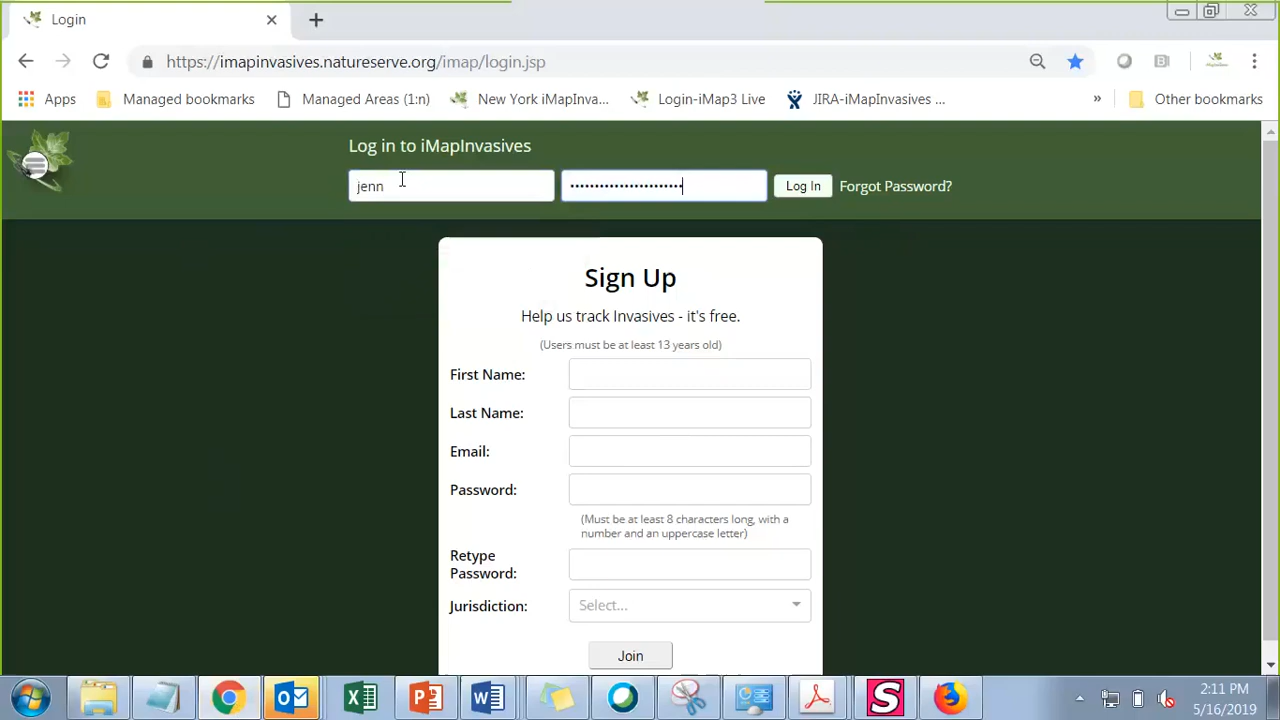 Login
https://imapinvasives.natureserve.org/imap/login.jsp
Apps
Managed bookmarks
Managed Areas (1:n)
New York iMapInva...
Login-iMap3 Live
JIRA-iMapInvasives ...
»
Other bookmarks
Log in to iMapInvasives
jenn
••••••••••••••••••••••••
Log In
Forgot Password?
Sign Up
Help us track Invasives - it's free.
(Users must be at least 13 years old)
First Name:
Last Name:
Email:
Password:
(Must be at least 8 characters long, with a
number and an uppercase letter)
Retype
Password:
Jurisdiction:
Select...
Join
2:11 PM
5/16/2019